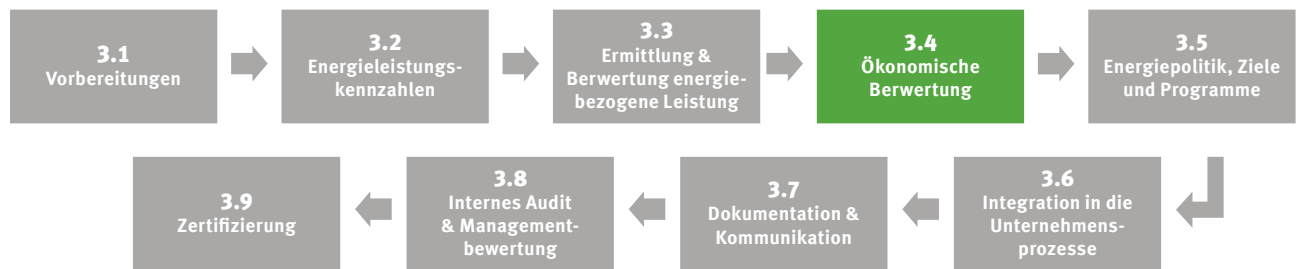 3.1
Vorbereitungen
3.2
Energieleistungs-
kennzahlen
3.3
Ermittlung &
Berwertung energie-
bezogene Leistung
3.4
Ökonomische
Berwertung
3.5
Energiepolitik, Ziele
und Programme
3.6
Integration in die
Unternehmens-
prozesse
3.7
Dokumentation &
Kommunikation
3.8
Internes Audit
& Management-
bewertung
3.9
Zertifizierung